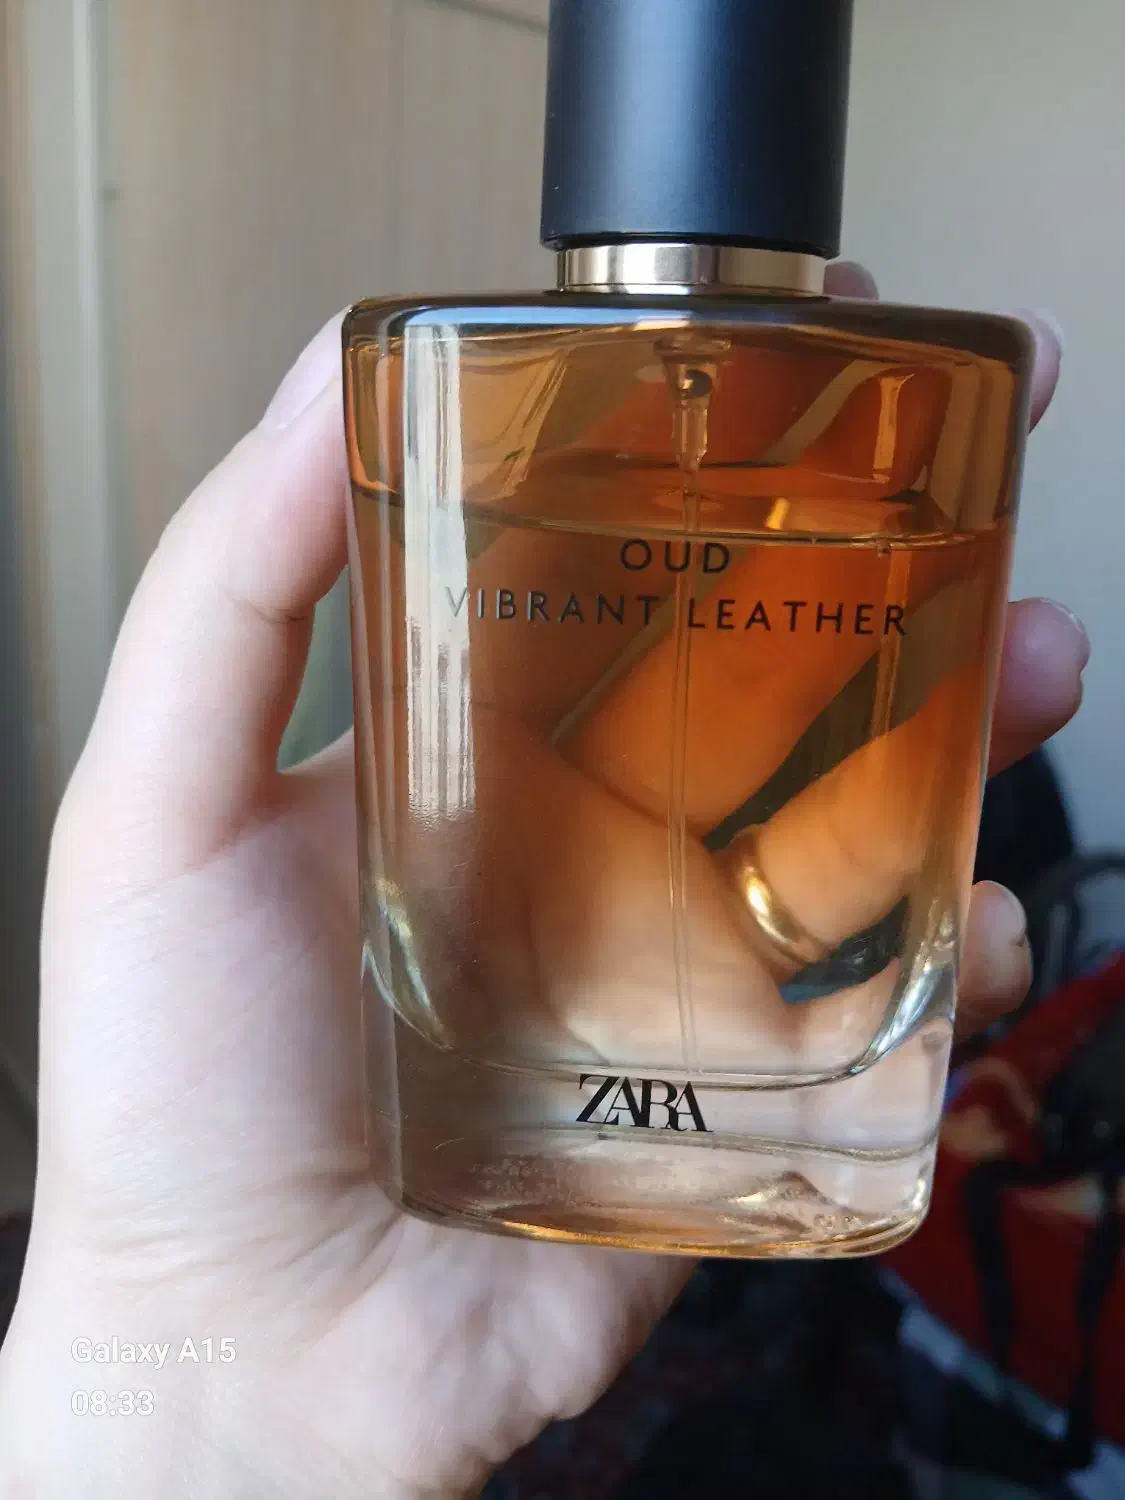 OUD
VIBRANT LEATHER
ZARA
Galaxy A15
08:33